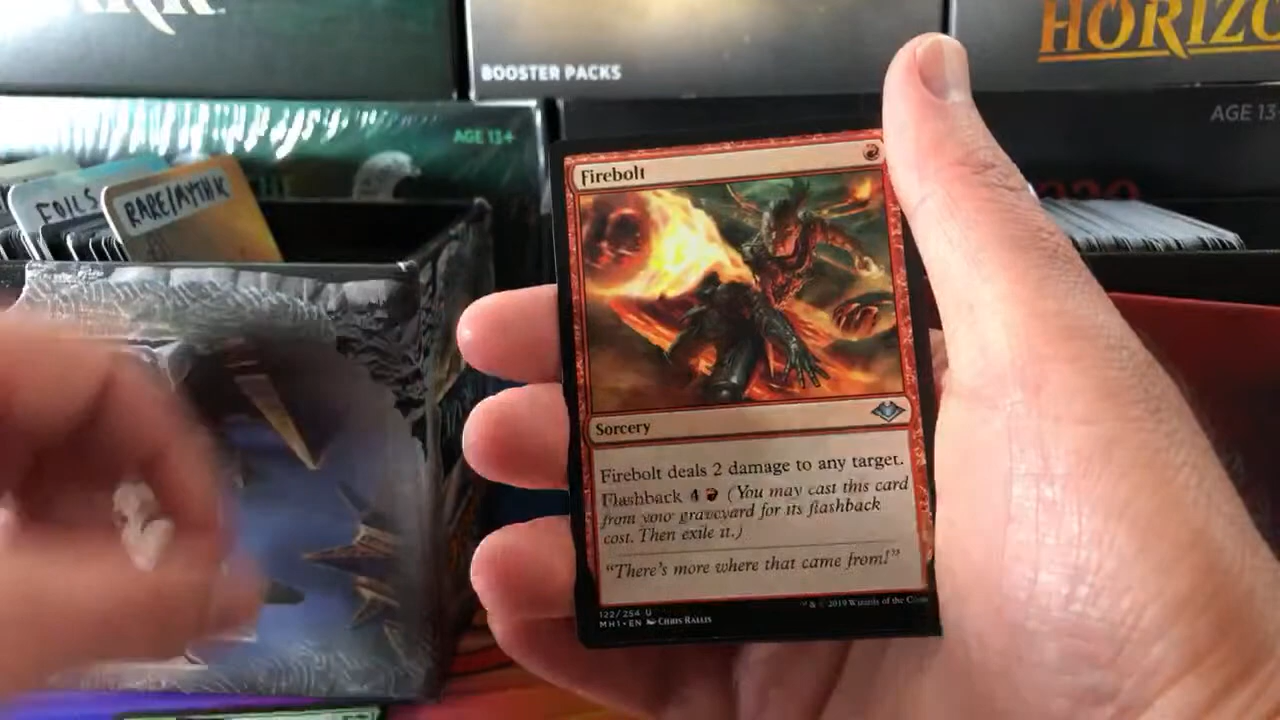 BOOSTER PACKS
HORIZO
AGE 13+
AGE 13+
FOILS
RARE/MYTHIK
Firebolt
Sorcery
Firebolt deals 2 damage to any target.
Flashback 4 (You may cast this card
from your graveyard for its flashback
cost. Then exile it.)
"There's more where that came from!"
122/254 U
MH1 • EN CHRIS RALLIS
™ & © 2019 Wizards of the Coas